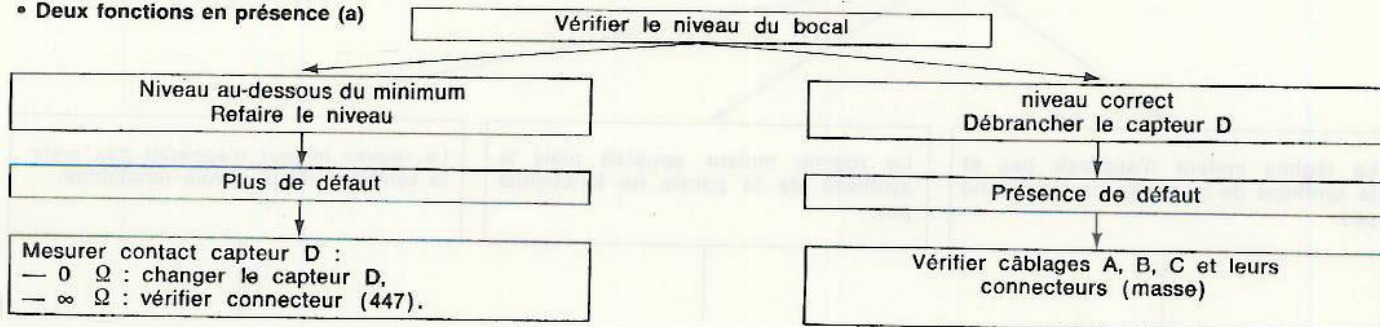 • Deux fonctions en présence (a)
Vérifier le niveau du bocal
Niveau au-dessous du minimum
Refaire le niveau
niveau correct
Débrancher le capteur D
Plus de défaut
Présence de défaut
Mesurer contact capteur D :
— 0 Ω : changer le capteur D,
— ∞ Ω : vérifier connecteur (447).
Vérifier câblages A, B, C et leurs
connecteurs (masse)